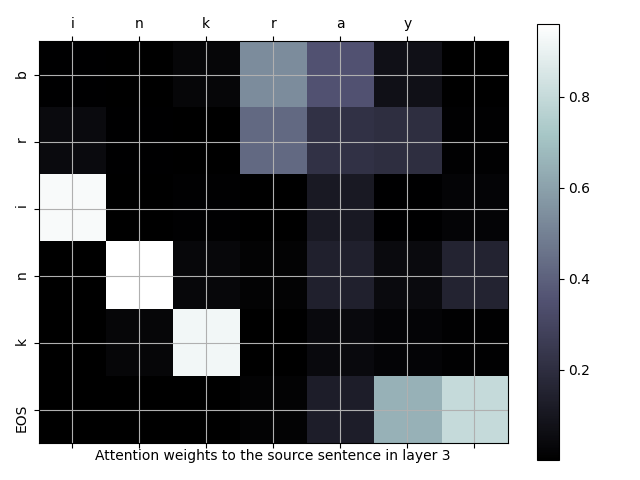 i n k r a y
b
r
i
n
k
EOS
0.8
0.6
0.4
0.2
Attention weights to the source sentence in layer 3